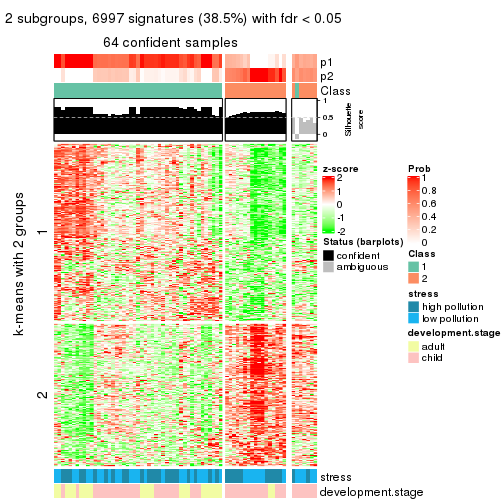 2 subgroups, 6997 signatures (38.5%) with fdr < 0.05
64 confident samples
p1
p2
Class
1
0.5
0
Silhouette
score
k-means with 2 groups
1
2
stress
development.stage
z-score
2
1
0
-1
-2
Status (barplots)
confident
ambiguous
Prob
1
0.8
0.6
0.4
0.2
0
Class
1
2
stress
high pollution
low pollution
development.stage
adult
child